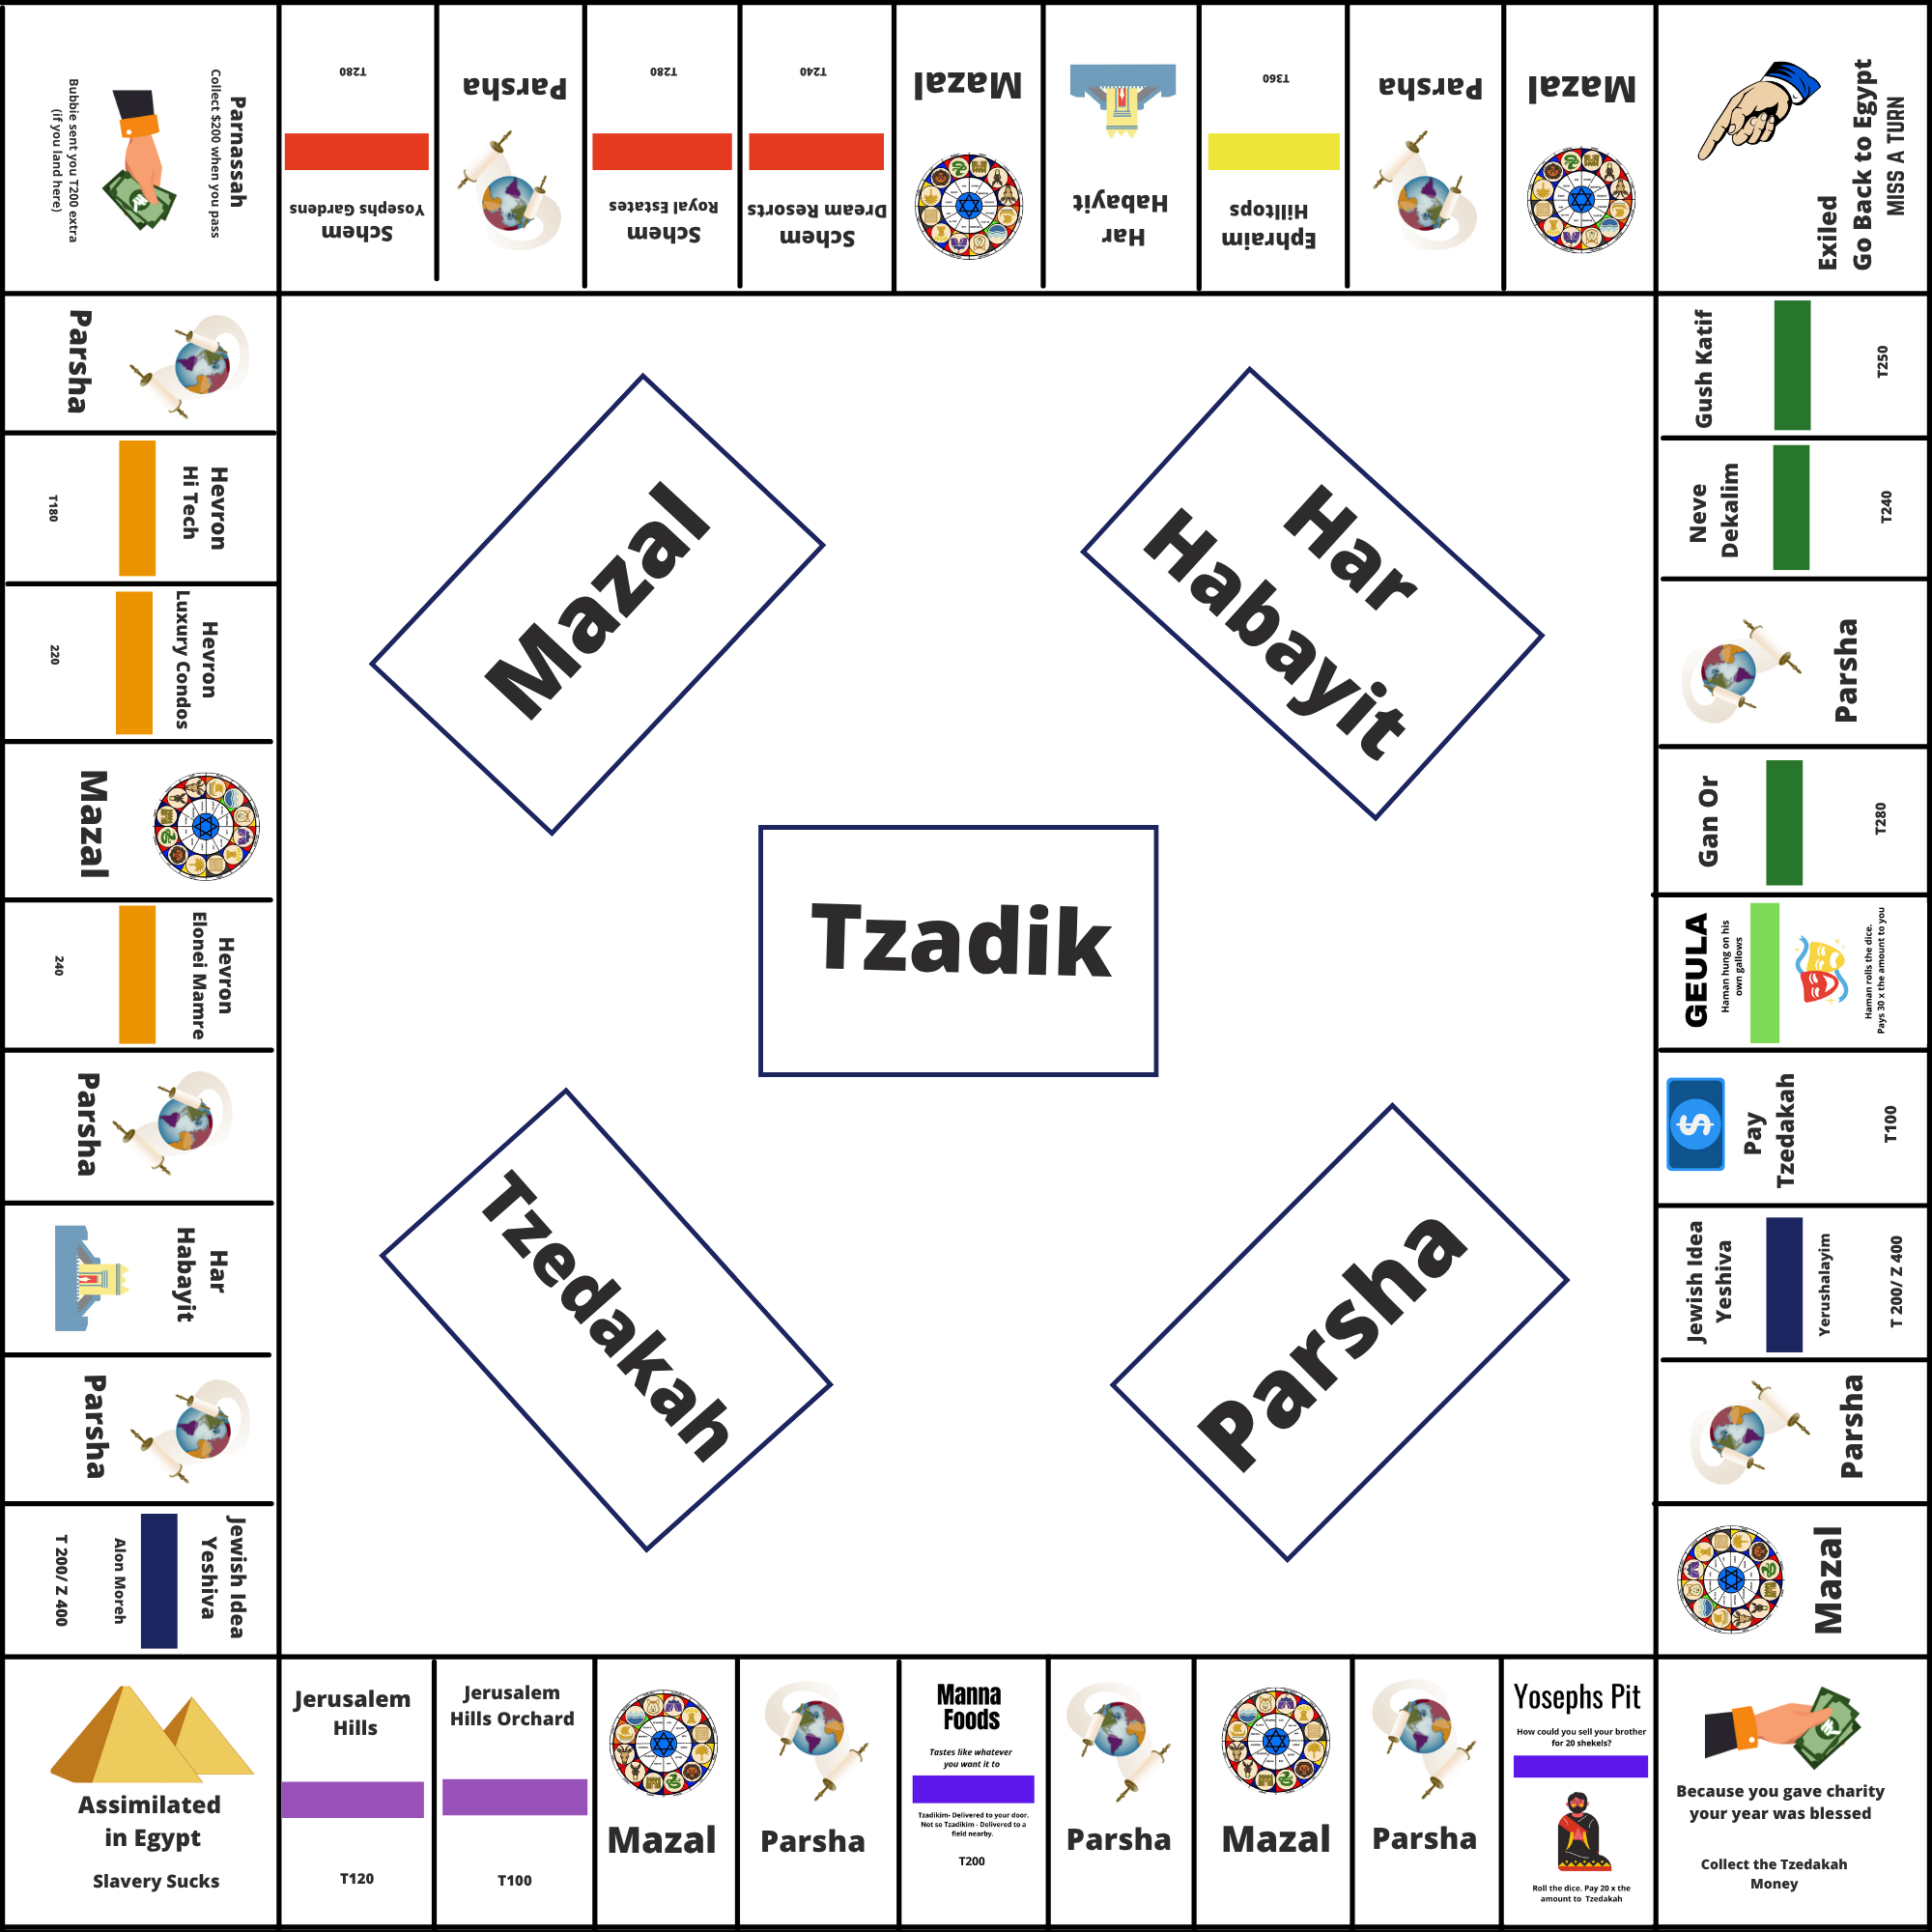 Parnassah
Collect $200 when you pass
Bubbie sent you T200 extra
(if you land here)
Schem
Yosephs Gardens
T280
Parsha
Schem
Royal Estates
T280
Schem
Dream Resorts
T240
Mazal
Har
Habayit
Ephraim
Hilltops
T360
Parsha
Mazal
Exiled
Go Back to Egypt
MISS A TURN
Gush Katif
T250
Neve
Dekalim
T240
Parsha
Gan Or
T280
GEULA
Haman hung on his
own gallows
Haman rolls the dice.
Pays 30 x the amount to you
Pay
Tzedakah
T100
Jewish Idea
Yeshiva
Yerushalayim
T 200/ Z 400
Parsha
Mazal
Because you gave charity
your year was blessed
Collect the Tzedakah
Money
Yosephs Pit
How could you sell your brother
for 20 shekels?
Roll the dice. Pay 20 x the
amount to Tzedakah
Parsha
Mazal
Parsha
Manna
Foods
Tastes like whatever
you want it to
Tzadikim- Delivered to your door.
Not so Tzadikim - Delivered to a
field nearby.
T200
Parsha
Mazal
Jerusalem
Hills Orchard
T100
Jerusalem
Hills
T120
Assimilated
in Egypt
Slavery Sucks
Jewish Idea
Yeshiva
Alon Moreh
T 200/ Z 400
Parsha
Har
Habayit
Parsha
Hevron
Elonei Mamre
240
Mazal
Hevron
Luxury Condos
220
Hevron
Hi Tech
T180
Parsha
Mazal
Har
Habayit
Tzadik
Tzedakah
Parsha